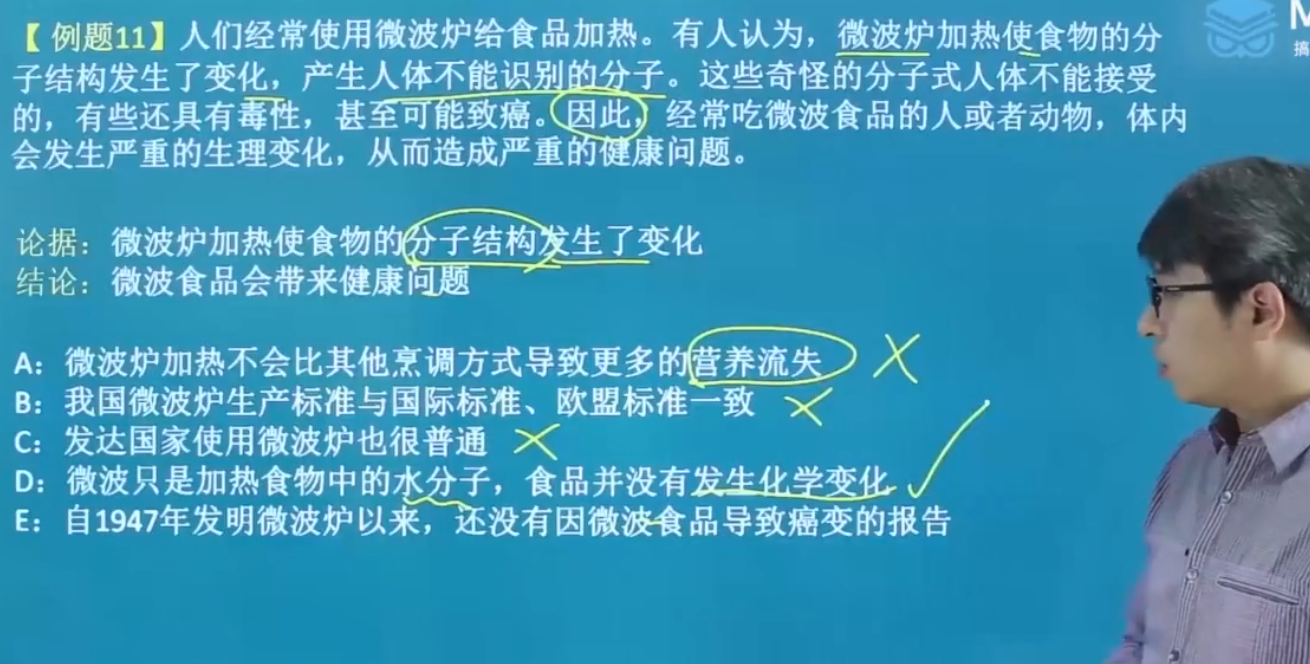 【例题11】人们经常使用微波炉给食品加热。有人认为，微波炉加热使食物的分
子结构发生了变化，产生人体不能识别的分子。这些奇怪的分子式人体不能接受
的，有些还具有毒性，甚至可能致癌。因此，经常吃微波食品的人或者动物，体内
会发生严重的生理变化，从而造成严重的健康问题。
论据：微波炉加热使食物的分子结构发生了变化
结论：微波食品会带来健康问题
A：微波炉加热不会比其他烹调方式导致更多的营养流失
B：我国微波炉生产标准与国际标准、欧盟标准一致
C：发达国家使用微波炉也很普通
D：微波只是加热食物中的水分子，食品并没有发生化学变化
E：自1947年发明微波炉以来，还没有因微波食品导致癌变的报告
搞